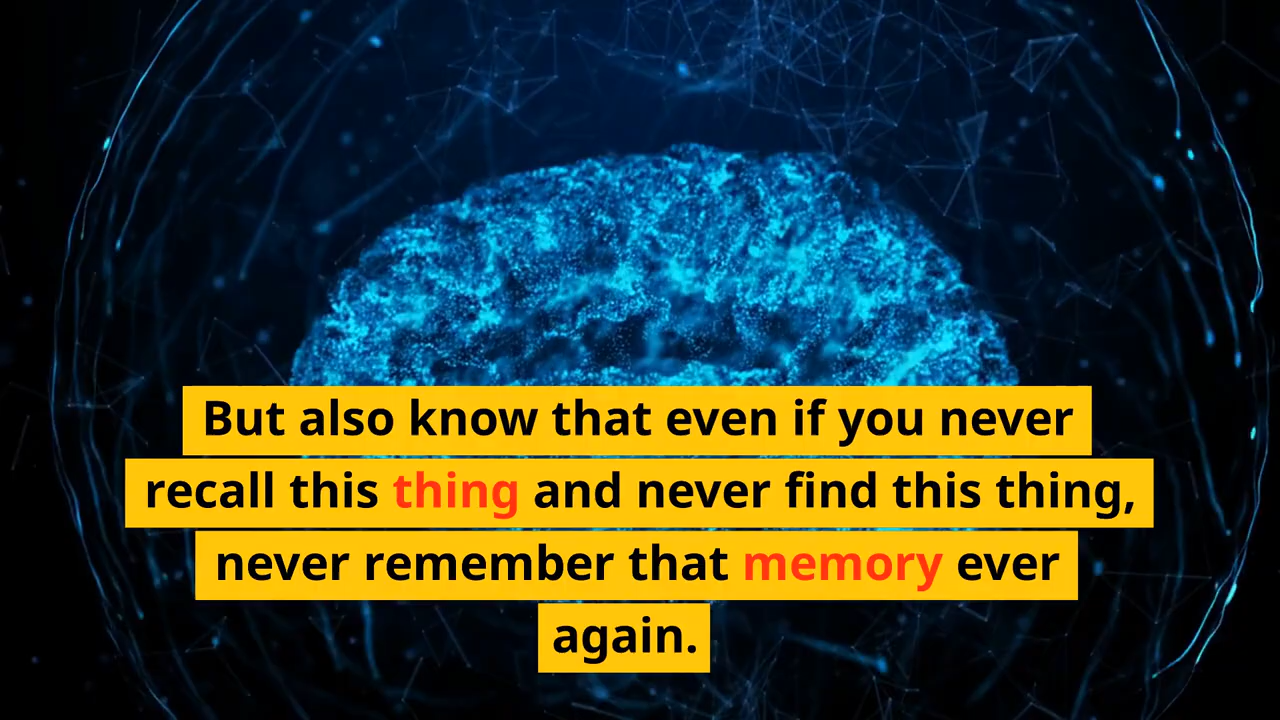 But also know that even if you never
recall this thing and never find this thing,
never remember that memory ever
again.